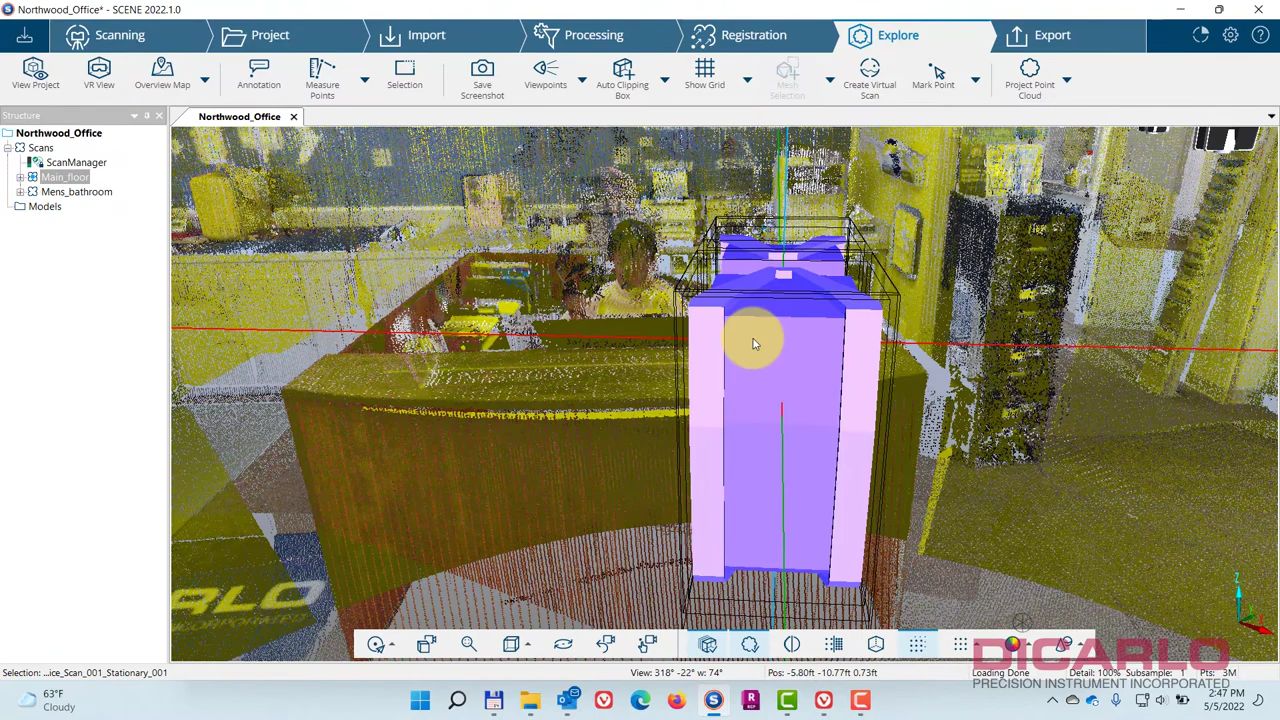 Northwood_Office* - SCENE 2022.1.0
Scanning
Project
Import
Processing
Registration
Explore
Export
View Project
VR View
Overview Map
Annotation
Measure Points
Selection
Save Screenshot
Viewpoints
Auto Clipping Box
Show Grid
Mesh Selection
Create Virtual Scan
Mark Point
Project Point Cloud
Structure
Northwood_Office
Northwood_Office
Scans
ScanManager
Main_floor
Mens_bathroom
Models
ARLO
Z
DICARLO
PRECISION INSTRUMENT INCORPORATED
Selection: ...ice_Scan_001_Stationary_001
View: 318° -22° w: 74°
Pos: -5.80ft -10.77ft 0.73ft
Loading Done
Detail: 100%
Subsample: 1
Pts: 3M
63°F
Cloudy
2:47 PM
5/5/2022